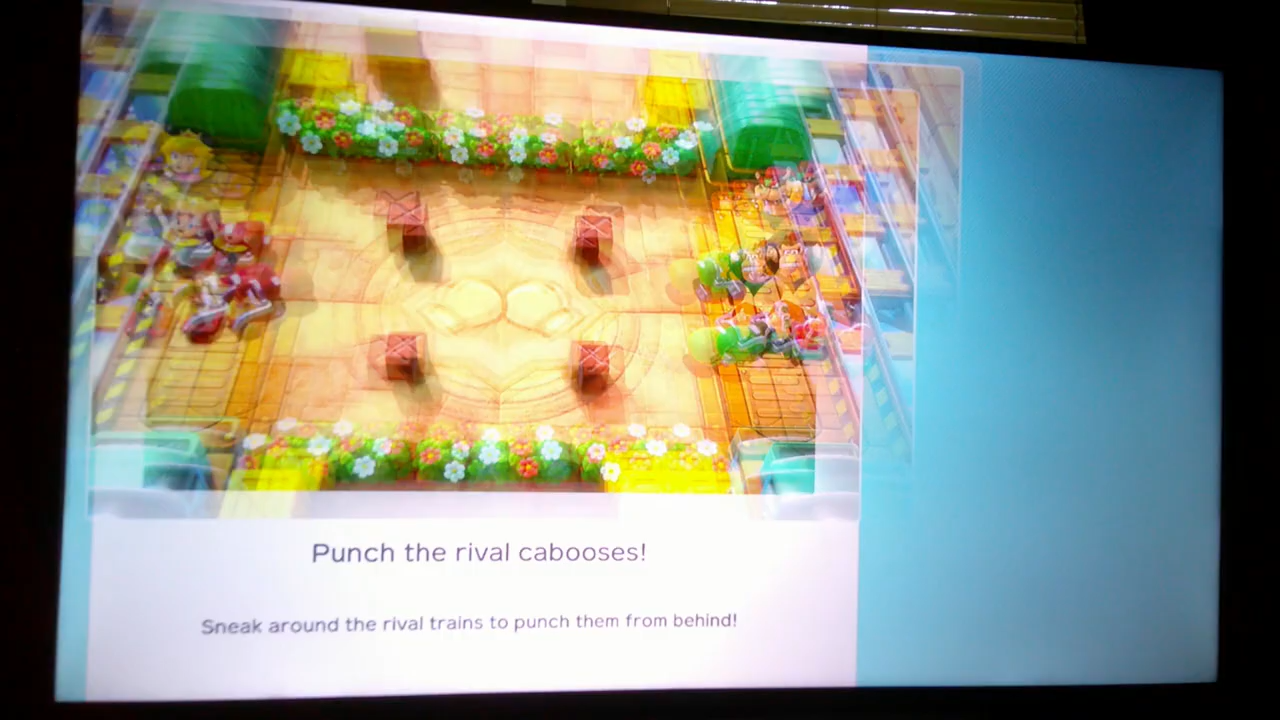 Punch the rival cabooses!
Sneak around the rival trains to punch them from behind!